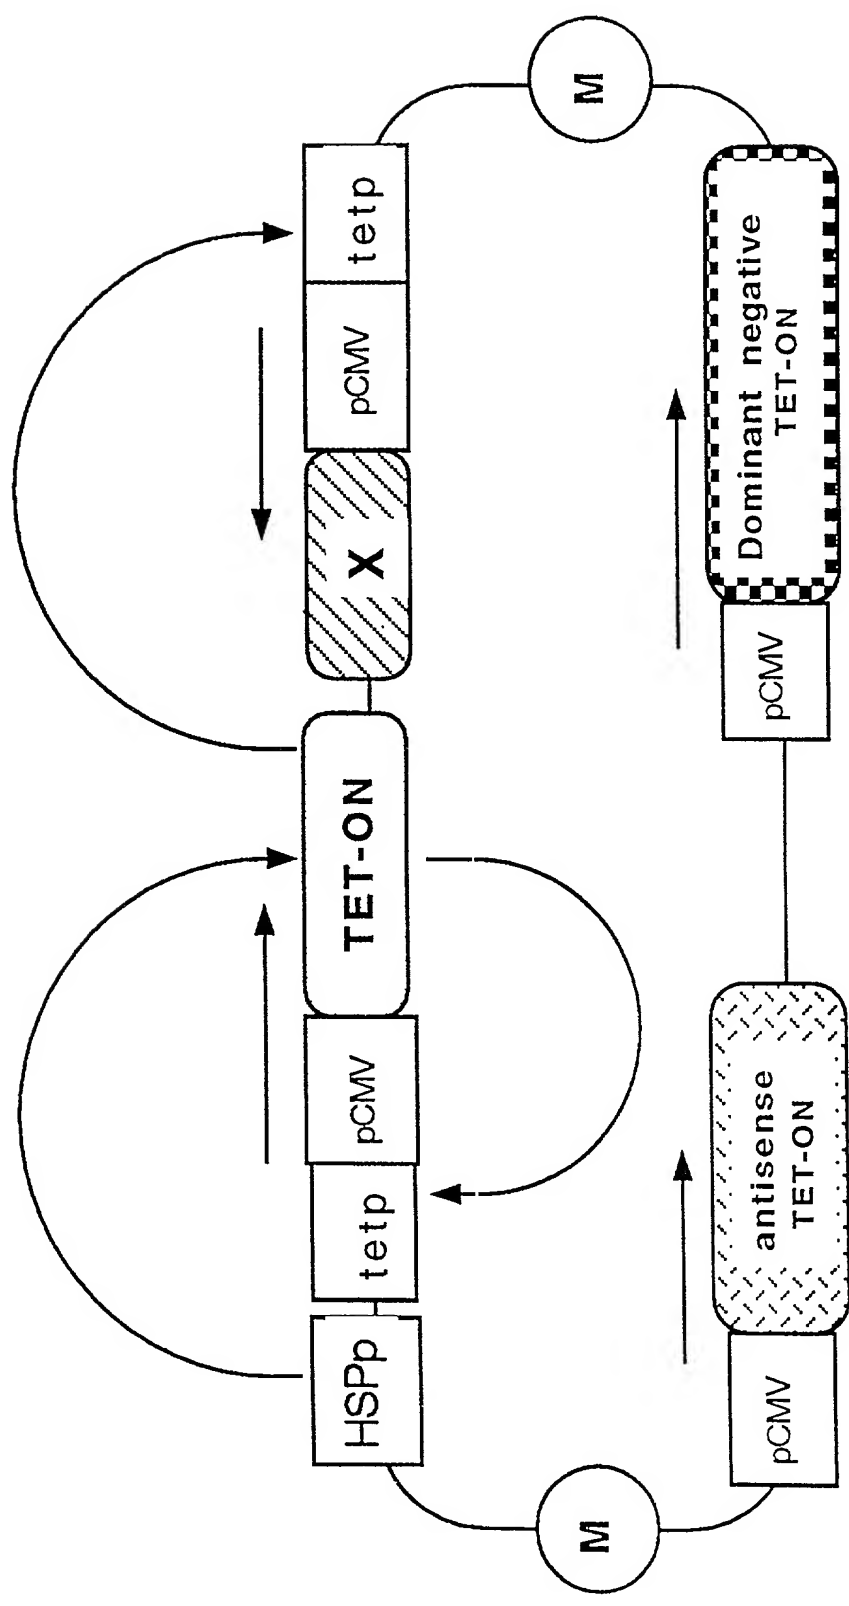 HSPp
tetp
pCMV
TET-ON
X
pCMV
tetp
M
M
pCMV
antisense
TET-ON
pCMV
Dominant negative
TET-ON